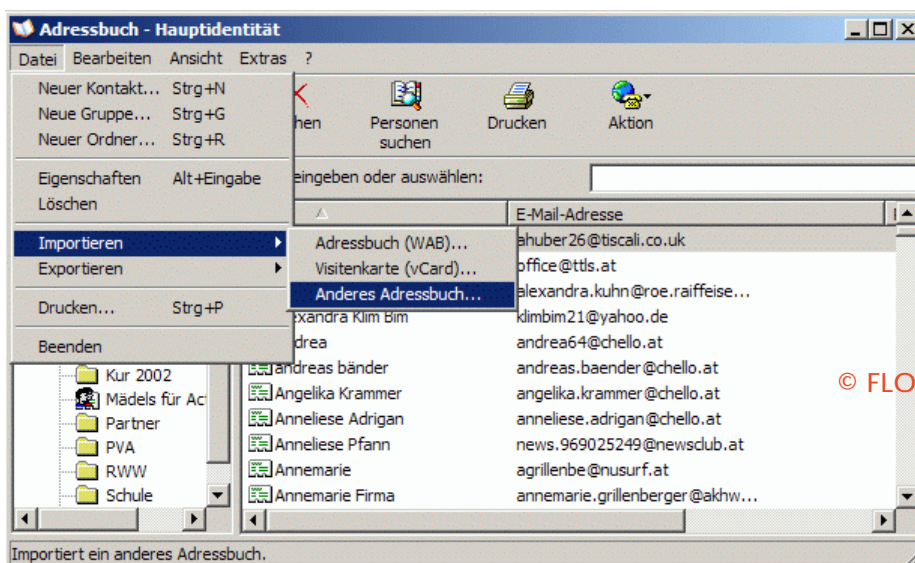 Adressbuch - Hauptidentität
Datei Bearbeiten Ansicht Extras ?
Neuer Kontakt... Strg+N
Neue Gruppe... Strg+G
Neuer Ordner... Strg+R
Eigenschaften Alt+Eingabe
Löschen
Importieren
Exportieren
Drucken... Strg+P
Beenden
Adressbuch (WAB)...
Visitenkarte (vCard)...
Anderes Adressbuch...
hen
Personen
suchen
Drucken
Aktion
eingeben oder auswählen:
E-Mail-Adresse
ahuber26@tiscali.co.uk
office@ttls.at
alexandra.kuhn@roe.raiffeise...
exandra Klim Bim klimbim21@yahoo.de
drea andrea64@chello.at
andreas bänder andreas.baender@chello.at
Angelika Krammer angelika.krammer@chello.at
Anneliese Adrigan anneliese.adrigan@chello.at
Anneliese Pfann news.969025249@newsclub.at
Annemarie agrillenbe@nusurf.at
Annemarie Firma annemarie.grillenberger@akhw...
Kur 2002
Mädels für Ac
Partner
PVA
RWW
Schule
© FLO
Importiert ein anderes Adressbuch.